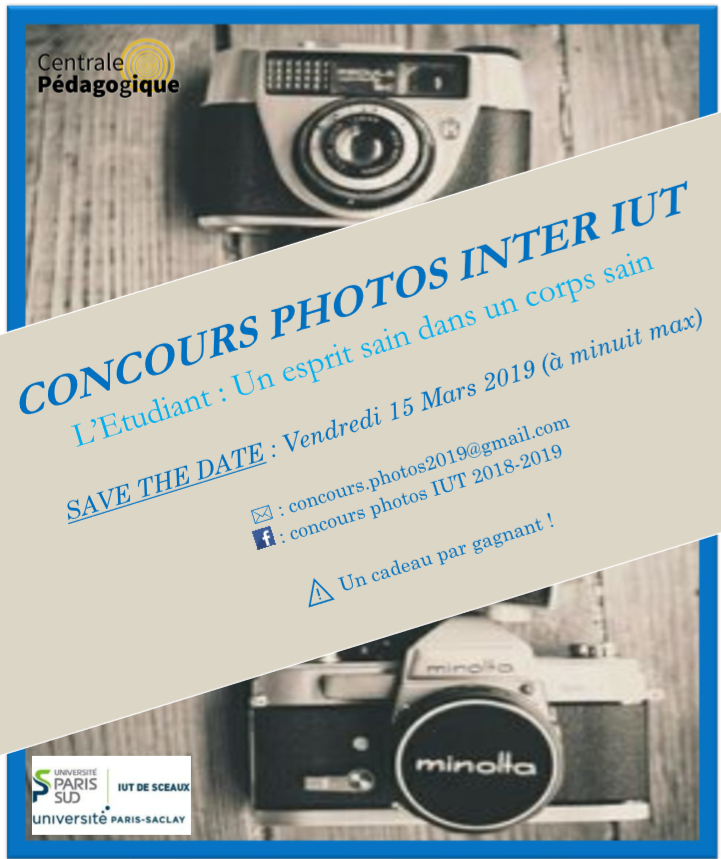 Centrale
Pédagogique
CONCOURS PHOTOS INTER IUT
L'Etudiant : Un esprit sain dans un corps sain
SAVE THE DATE : Vendredi 15 Mars 2019 (à minuit max)
: concours.photos2019@gmail.com
f : concours photos IUT 2018-2019
Un cadeau par gagnant !
minolta
minolta
UNIVERSITÉ
PARIS
SUD
IUT DE SCEAUX
université PARIS-SACLAY